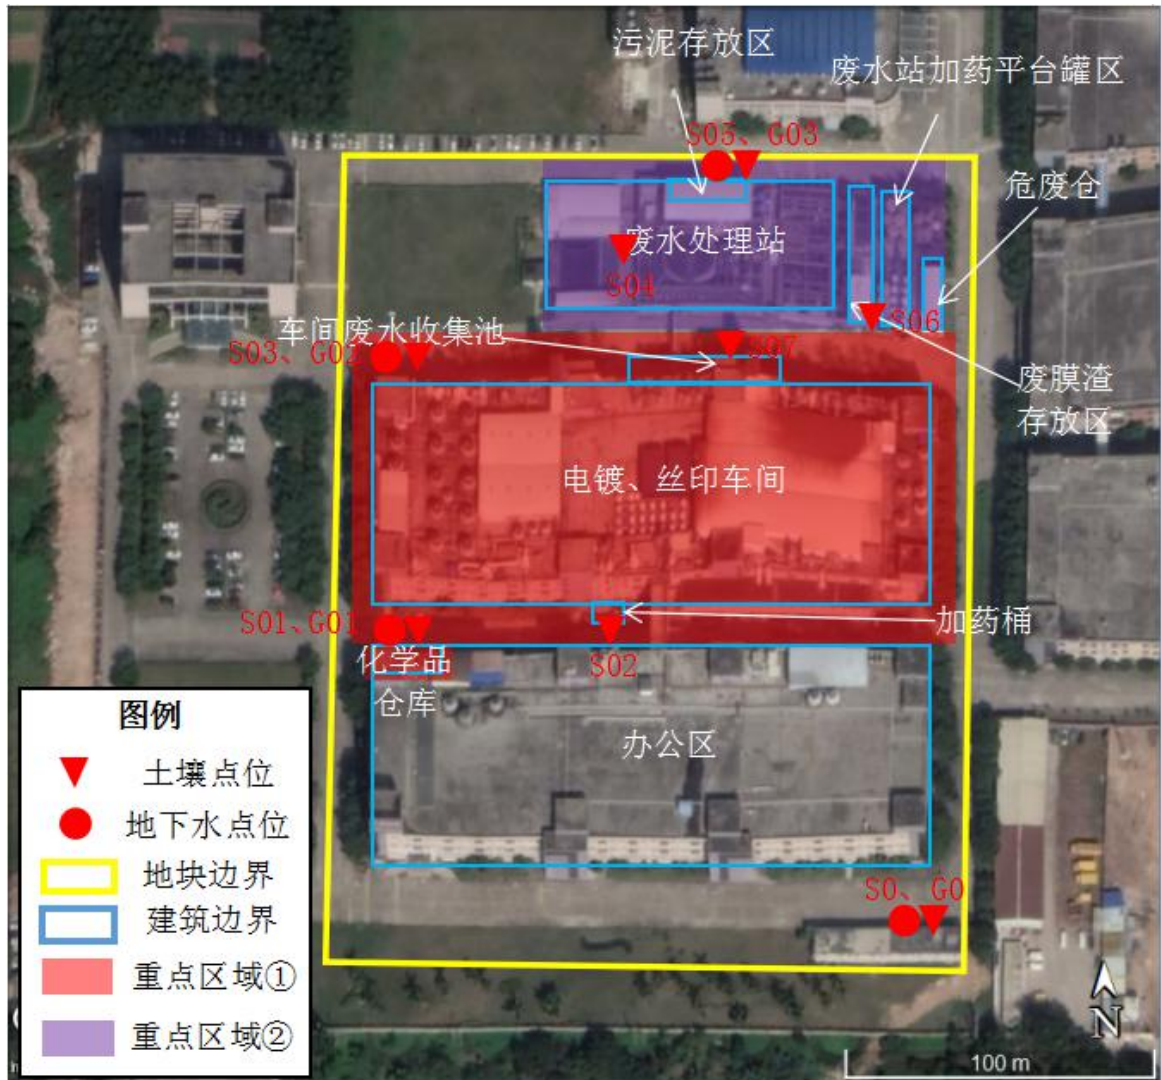 污泥存放区
废水站加药平台罐区
S05、G03
危废仓
废水处理站
S04
S06
车间废水收集池
S07
S03、G02
废膜渣
存放区
电镀、丝印车间
加药桶
S01、G01
S02
化学品
仓库
办公区
S0、G0
图例
土壤点位
地下水点位
地块边界
建筑边界
重点区域①
重点区域②
N
100 m